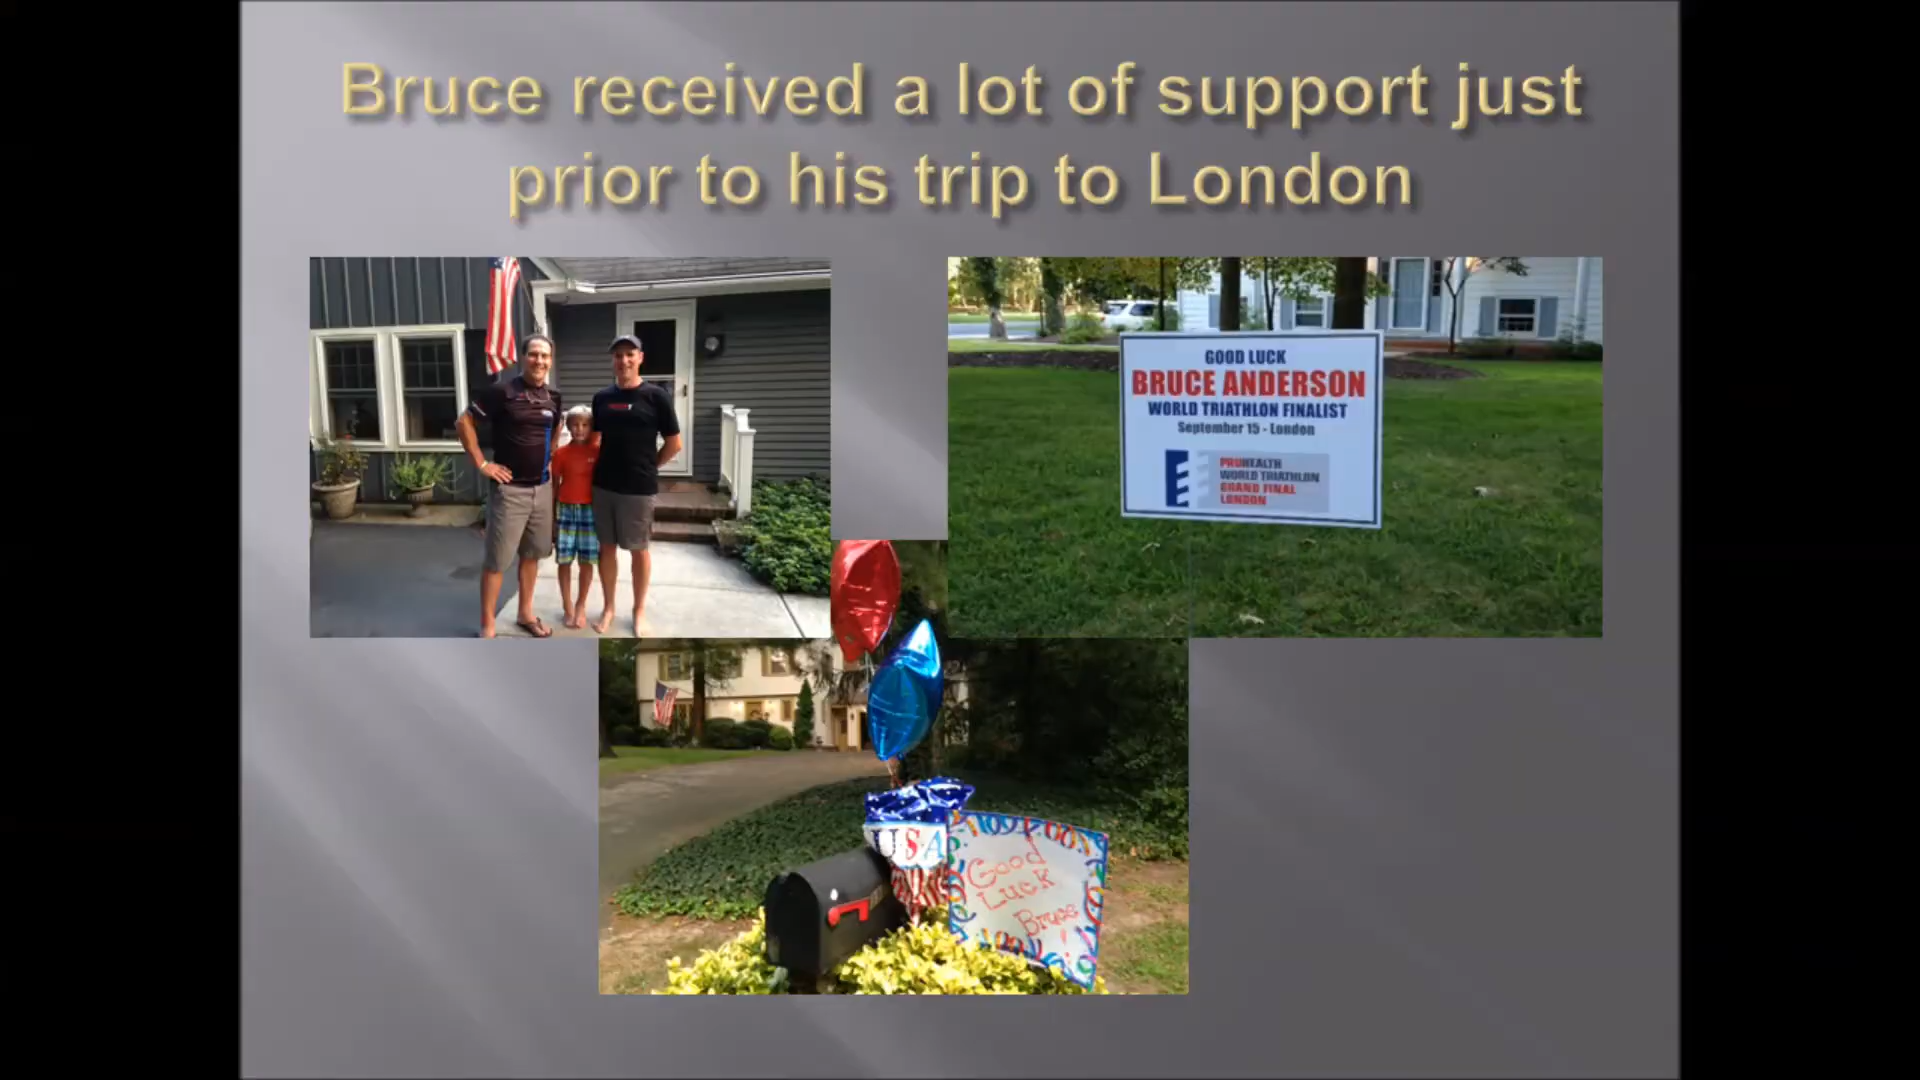 Bruce received a lot of support just
prior to his trip to London
GOOD LUCK
BRUCE ANDERSON
WORLD TRIATHLON FINALIST
September 15 - London
PRUHEALTH
WORLD TRIATHLON
GRAND FINAL
LONDON
USA
Good
Luck
Bruce
!